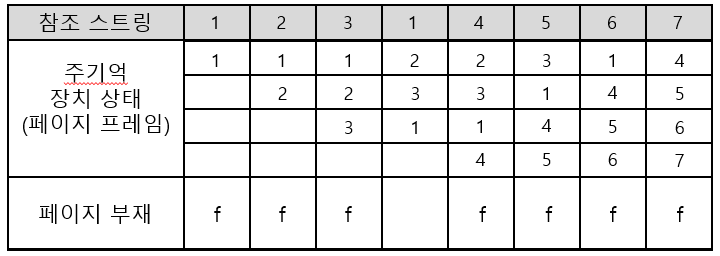 참조 스트링 1 2 3 1 4 5 6 7
주기억
장치 상태
(페이지 프레임)
1 1 1 2 2 3 1 4
2 2 3 3 1 4 5
3 1 1 4 5 6
4 5 6 7
페이지 부재 f f f f f f f